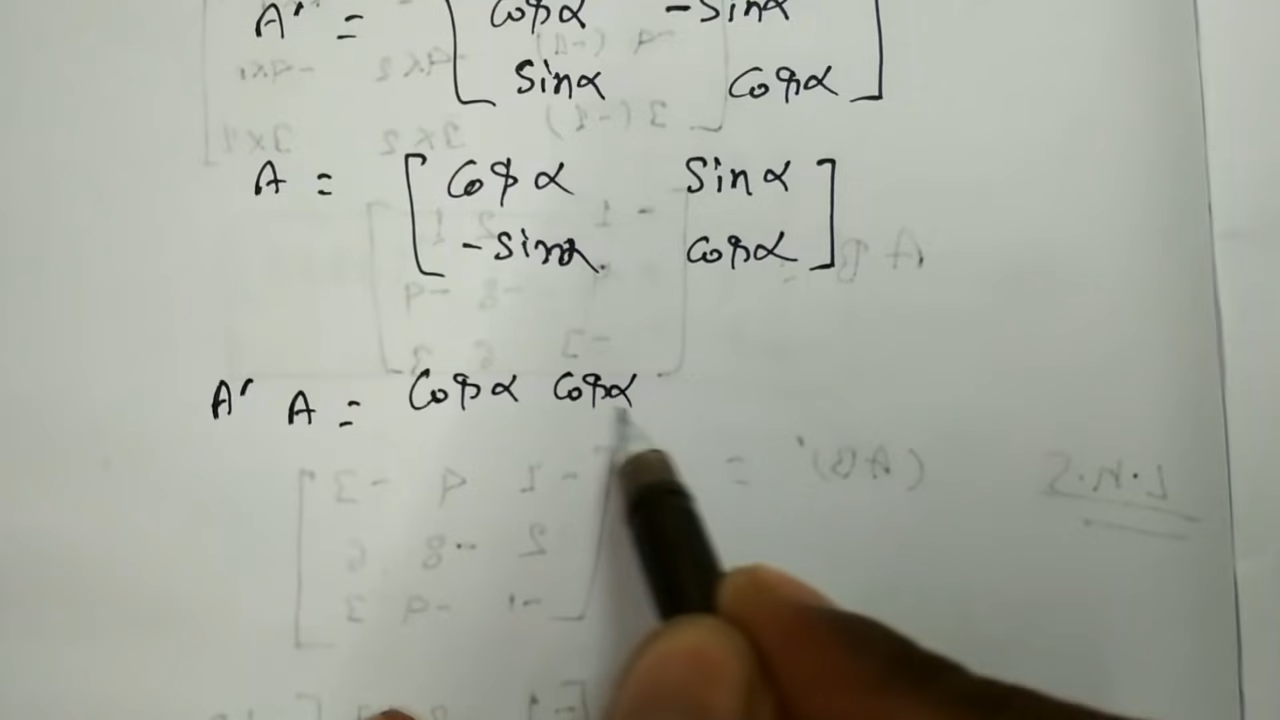 A' = [ Cosα -Sinα
Sinα Cosα ]
A = [ Cosα Sinα
-Sinα Cosα ]
A' A = Cosα Cosα